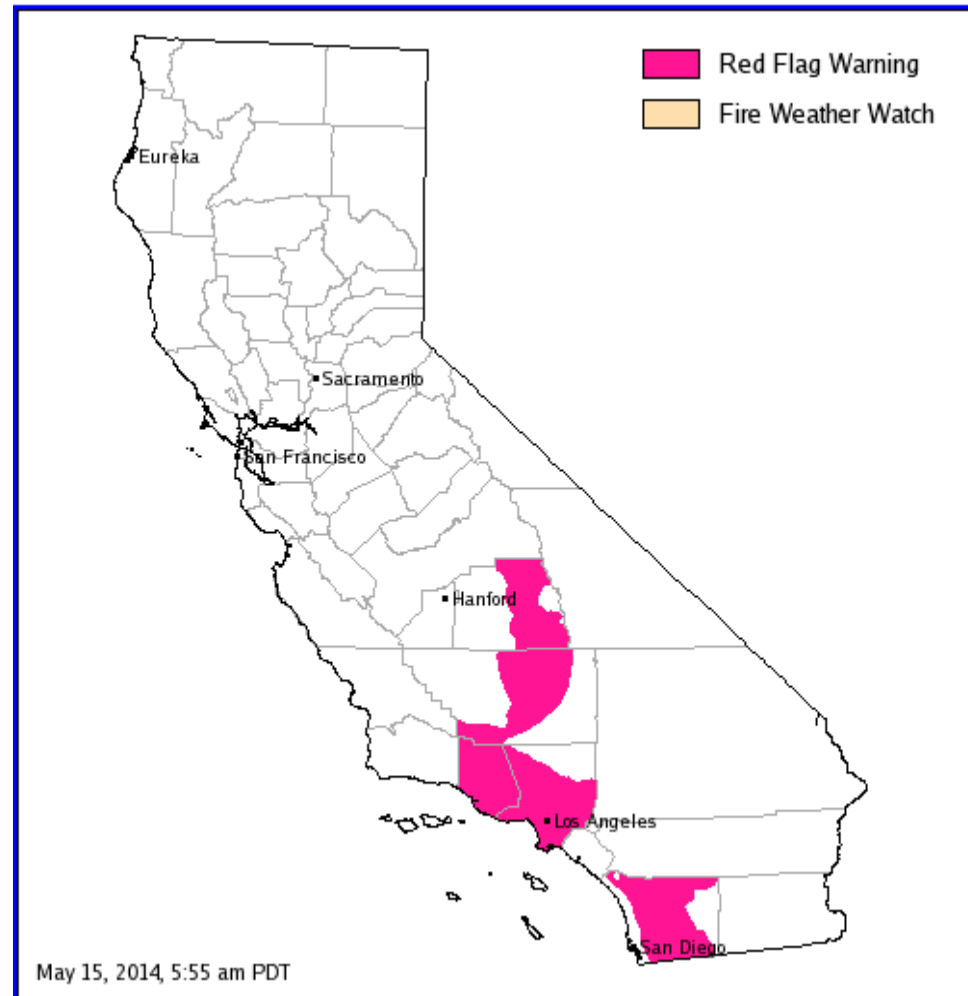 Red Flag Warning
Fire Weather Watch
Eureka
Sacramento
San Francisco
Hanford
Los Angeles
San Diego
May 15, 2014, 5:55 am PDT